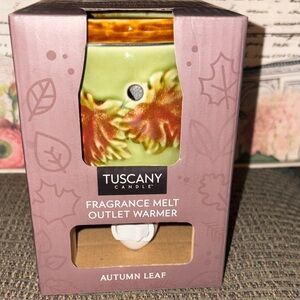 TUSCANY
CANDLE®
FRAGRANCE MELT
OUTLET WARMER
AUTUMN LEAF